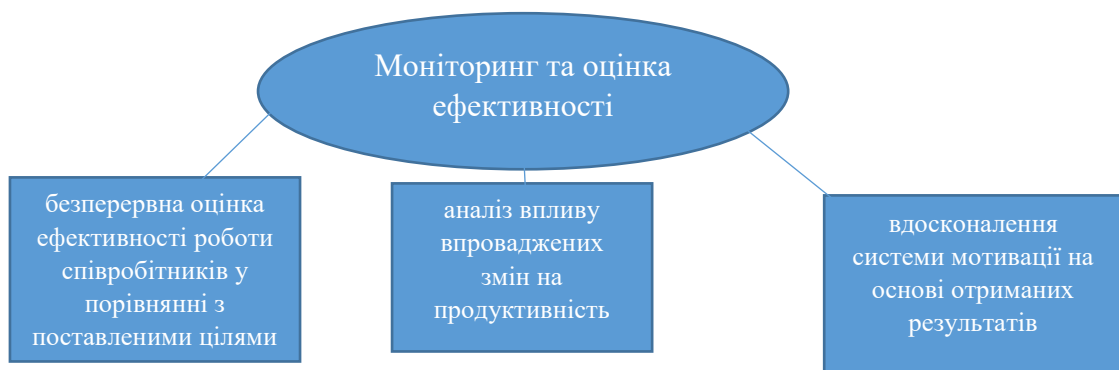 Моніторинг та оцінка
ефективності
безперервна оцінка
ефективності роботи
співробітників у
порівнянні з
поставленими цілями
аналіз впливу
впроваджених
змін на
продуктивність
вдосконалення
системи мотивації на
основі отриманих
результатів